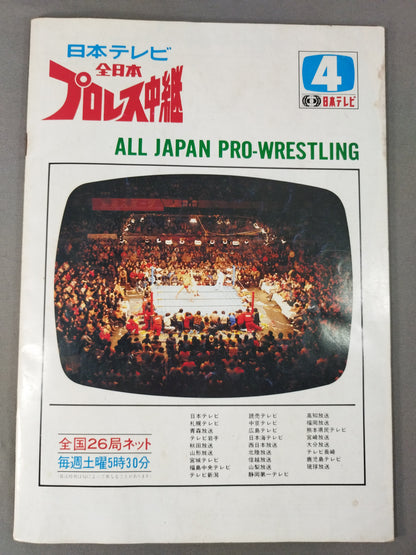 日本テレビ
全日本
プロレス中継
4
日本テレビ
ALL JAPAN PRO-WRESTLING
日本テレビ
札幌テレビ
青森放送
テレビ岩手
秋田放送
山形放送
宮城テレビ
福島中央テレビ
テレビ新潟
読売テレビ
中京テレビ
広島テレビ
日本海テレビ
西日本放送
北陸放送
信越放送
山梨放送
静岡第一テレビ
高知放送
福岡放送
熊本県民テレビ
宮崎放送
大分放送
テレビ長崎
鹿児島テレビ
琉球放送
全国26局ネット
毎週土曜5時30分